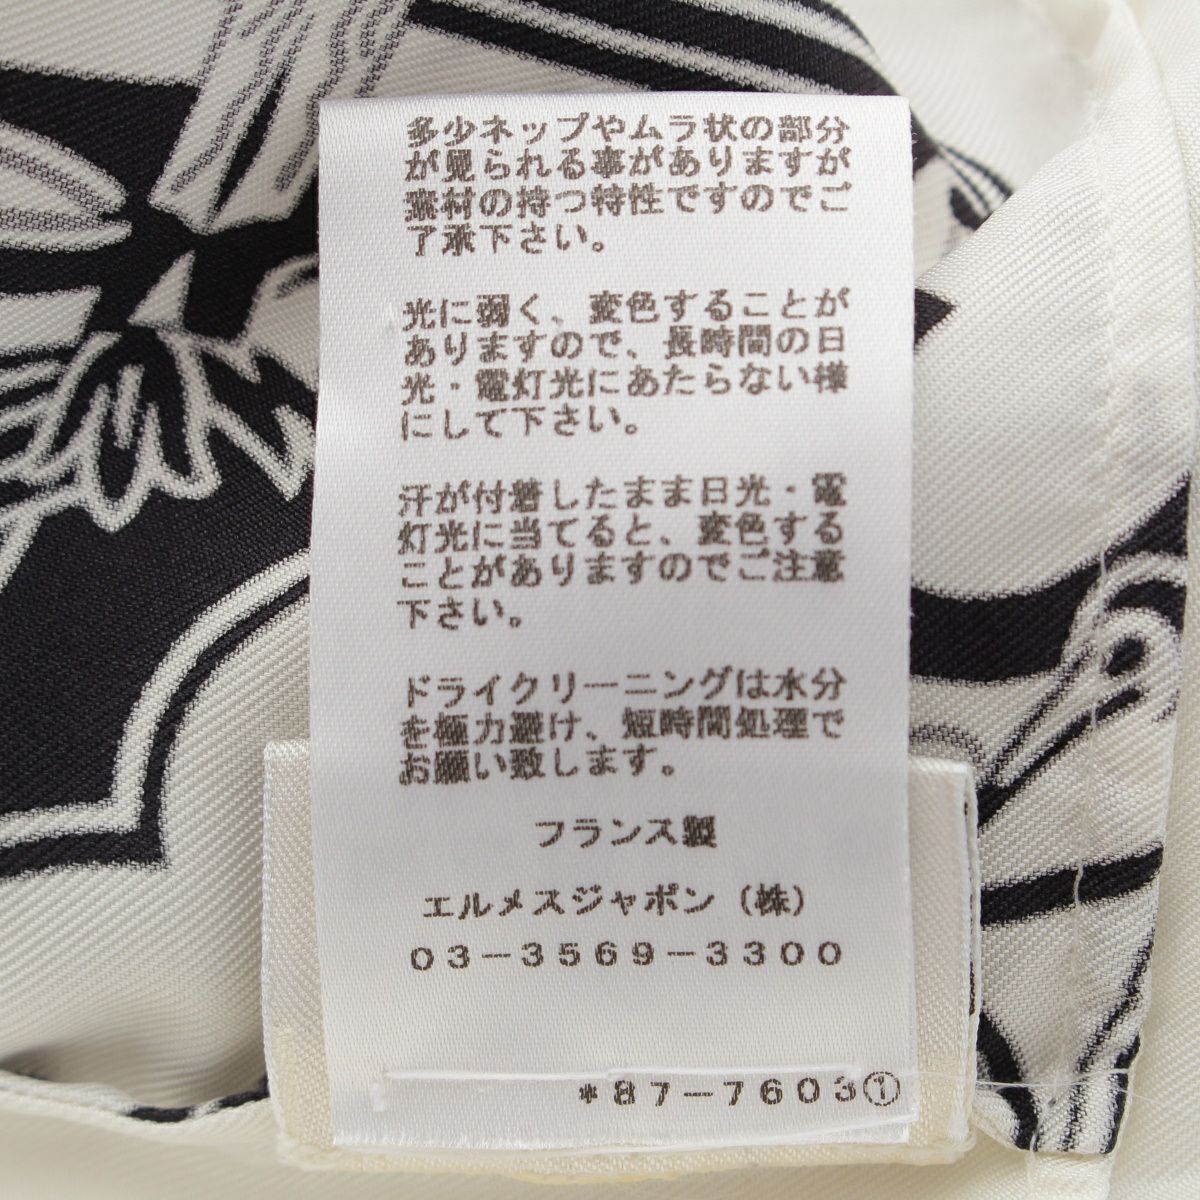 多少ネップやムラ状の部分
が見られる事がありますが
素材の持つ特性ですのでご
了承下さい。
光に弱く、変色することが
ありますので、長時間の日
光・電灯光にあたらない様
にして下さい。
汗が付着したまま日光・電
灯光に当てると、変色する
ことがありますのでご注意
下さい。
ドライクリーニングは水分
を極力避け、短時間処理で
お願い致します。
フランス製
エルメスジャポン（株）
03-3569-3300
*87-7603①